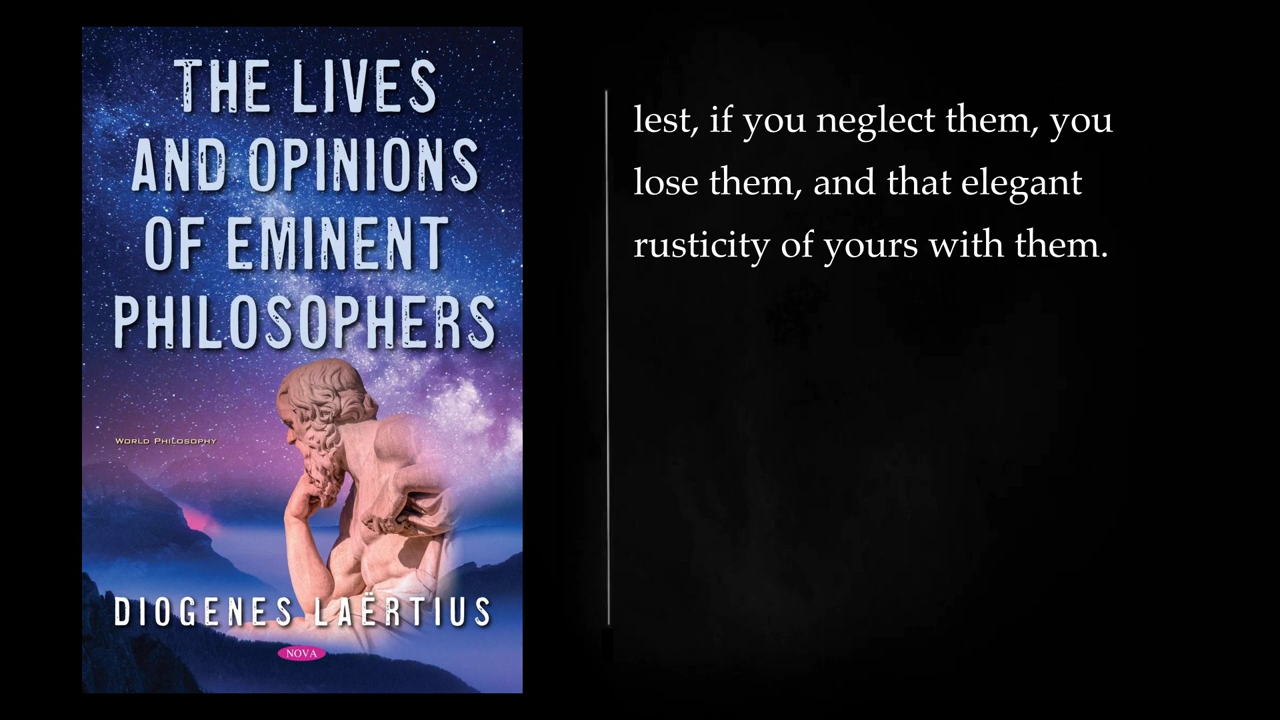 THE LIVES
AND OPINIONS
OF EMINENT
PHILOSOPHERS
WORLD PHILOSOPHY
DIOGENES LAËRTIUS
NOVA
lest, if you neglect them, you
lose them, and that elegant
rusticity of yours with them.